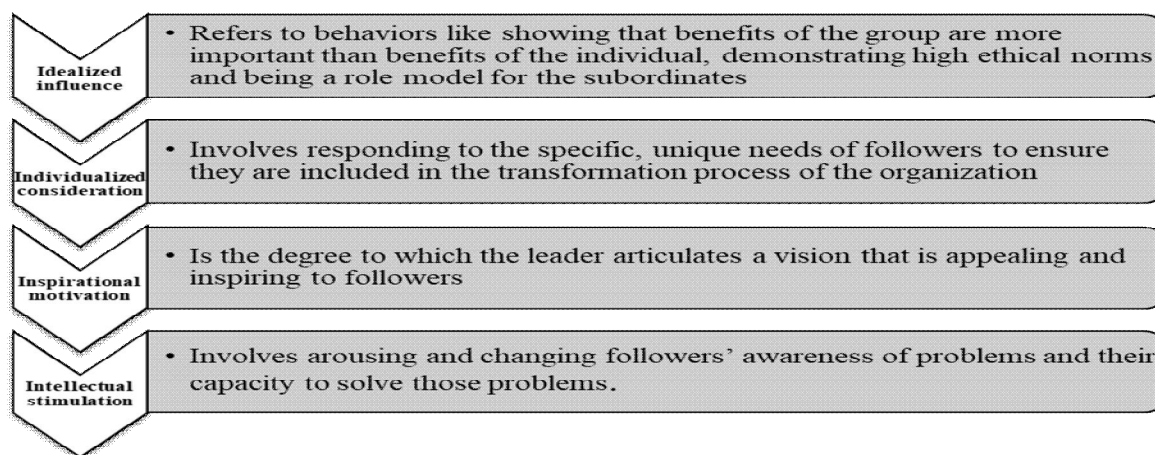 Idealized
influence
• Refers to behaviors like showing that benefits of the group are more
important than benefits of the individual, demonstrating high ethical norms
and being a role model for the subordinates
Individualized
consideration
• Involves responding to the specific, unique needs of followers to ensure
they are included in the transformation process of the organization
Inspirational
motivation
• Is the degree to which the leader articulates a vision that is appealing and
inspiring to followers
Intellectual
stimulation
• Involves arousing and changing followers’ awareness of problems and their
capacity to solve those problems.